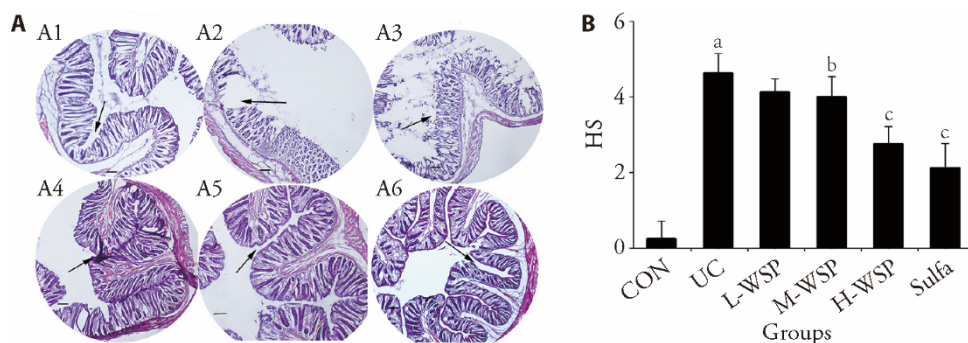 A
A1
A2
A3
A4
A5
A6
B
HS
6
4
2
0
a
b
c
c
CON
UC
L-WSP
M-WSP
H-WSP
Sulfa
Groups